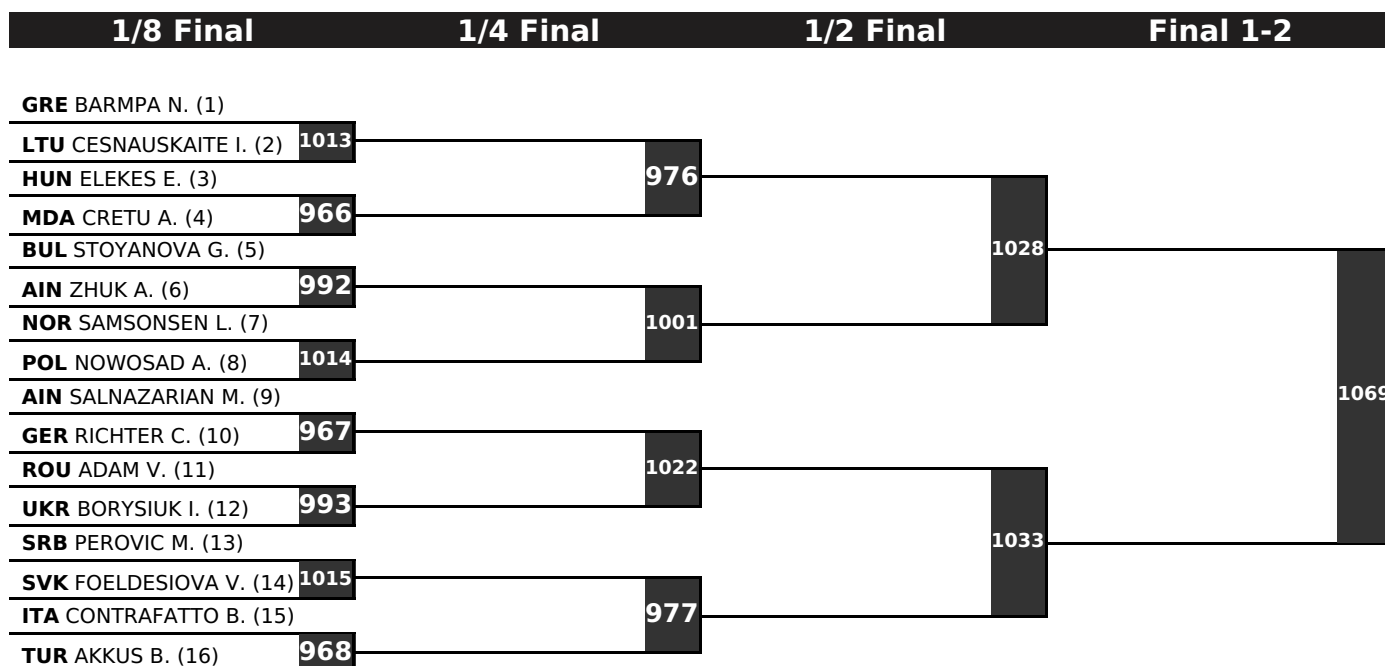 1/8 Final 1/4 Final 1/2 Final Final 1-2
GRE BARMPA N. (1)
LTU CESNAUSKAITE I. (2) 1013
HUN ELEKES E. (3)
976
MDA CRETU A. (4) 966
BUL STOYANOVA G. (5)
1028
AIN ZHUK A. (6) 992
NOR SAMSONSEN L. (7)
1001
POL NOWOSAD A. (8) 1014
AIN SALNAZARIAN M. (9)
1069
GER RICHTER C. (10) 967
ROU ADAM V. (11)
1022
UKR BORYSIUK I. (12) 993
SRB PEROVIC M. (13)
1033
SVK FOELDESIOVA V. (14) 1015
ITA CONTRAFATTO B. (15)
977
TUR AKKUS B. (16) 968